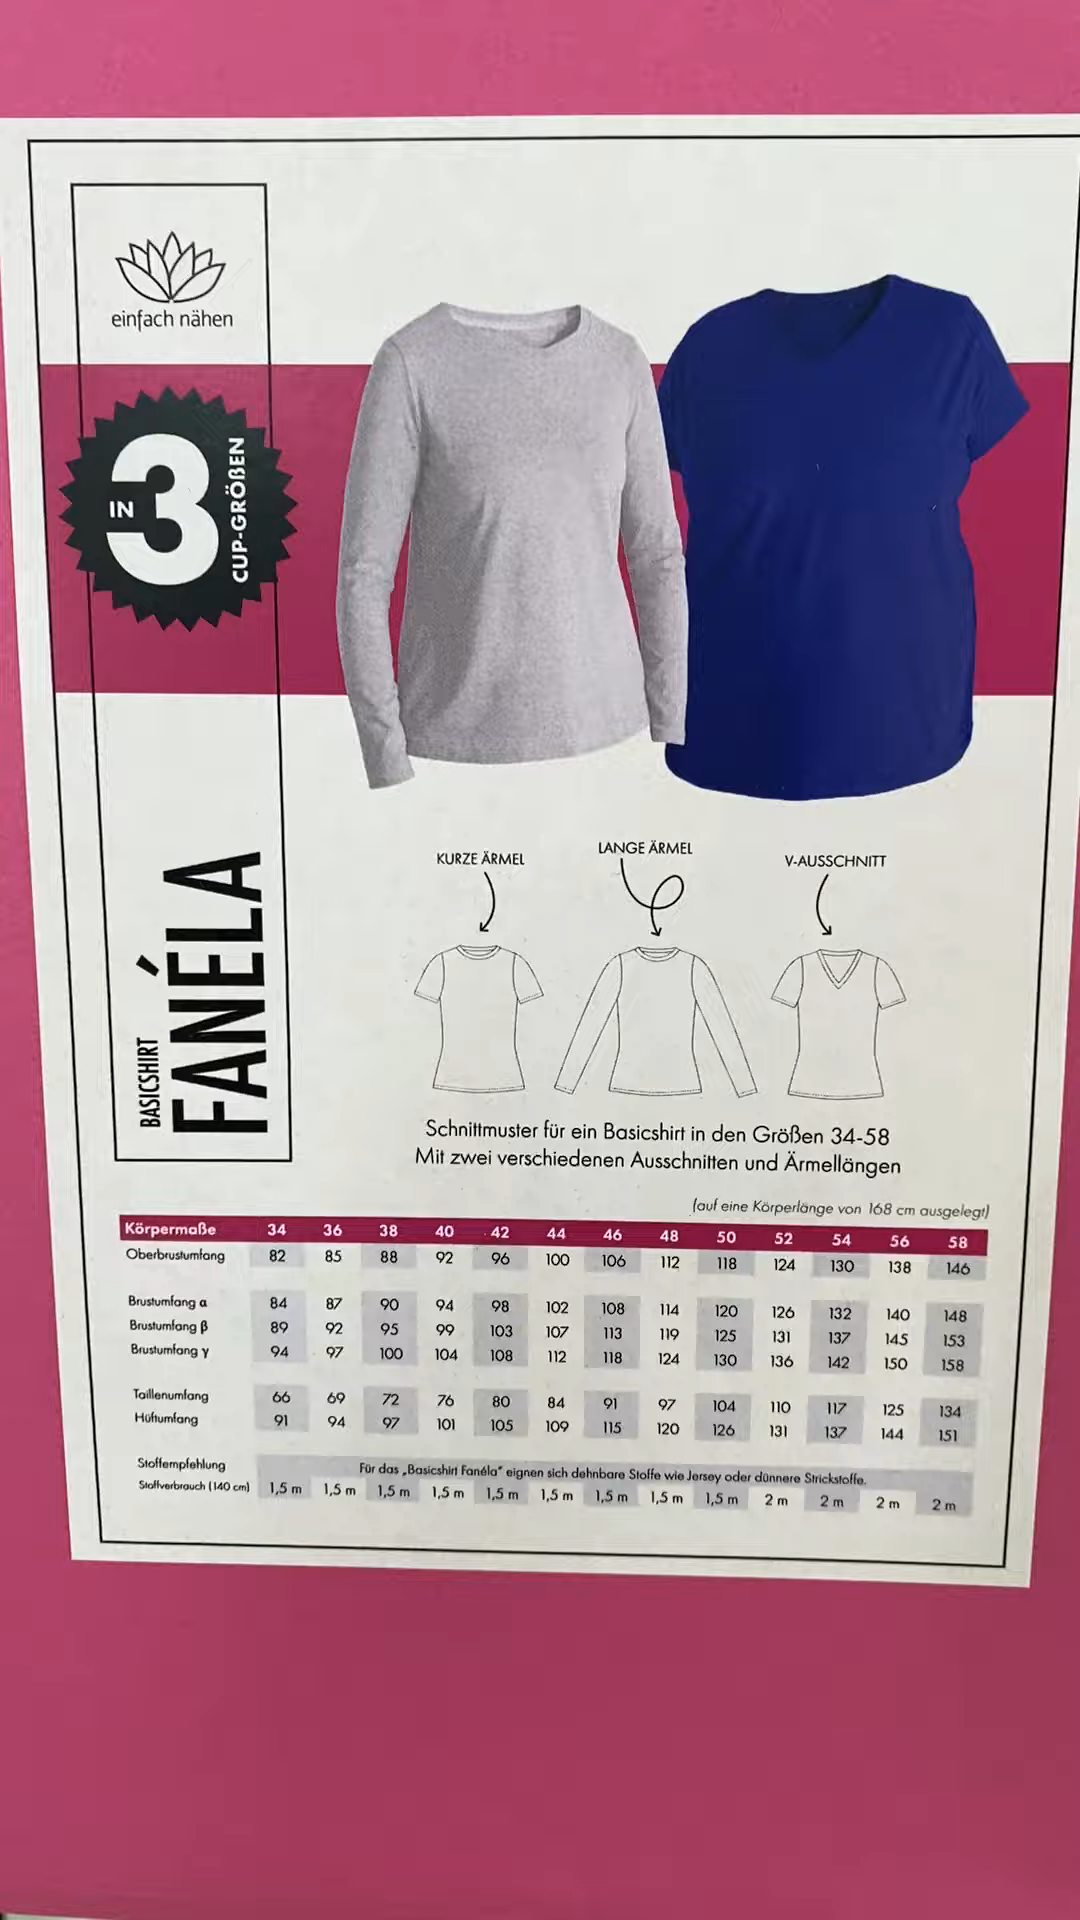 einfach nähen
IN 3 CUP-GRÖßEN
BASICSHIRT
FANÉLA
KURZE ÄRMEL
LANGE ÄRMEL
V-AUSSCHNITT
Schnittmuster für ein Basicshirt in den Größen 34-58
Mit zwei verschiedenen Ausschnitten und Ärmellängen
(auf eine Körperlänge von 168 cm ausgelegt)
Körpermaße 34 36 38 40 42 44 46 48 50 52 54 56 58
Oberbrustumfang 82 85 88 92 96 100 106 112 118 124 130 138 146
Brustumfang α 84 87 90 94 98 102 108 114 120 126 132 140 148
Brustumfang β 89 92 95 99 103 107 113 119 125 131 137 145 153
Brustumfang γ 94 97 100 104 108 112 118 124 130 136 142 150 158
Taillenumfang 66 69 72 76 80 84 91 97 104 110 117 125 134
Hüftumfang 91 94 97 101 105 109 115 120 126 131 137 144 151
Stoffempfehlung Für das „Basicshirt Fanéla" eignen sich dehnbare Stoffe wie Jersey oder dünnere Strickstoffe.
Stoffverbrauch (140 cm) 1,5 m 1,5 m 1,5 m 1,5 m 1,5 m 1,5 m 1,5 m 1,5 m 1,5 m 2 m 2 m 2 m 2 m